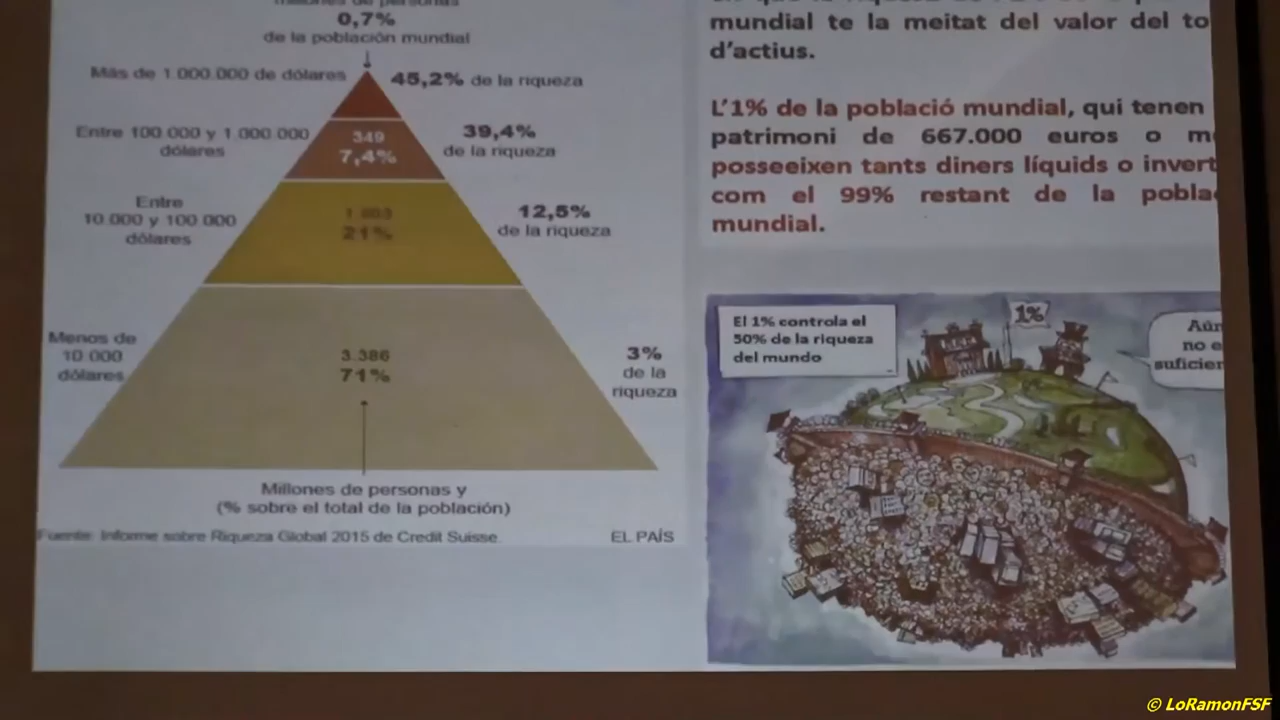 0,7%
de la población mundial
Más de 1.000.000 de dólares
45,2% de la riqueza
Entre 100.000 y 1.000.000
dólares
349
7,4%
39,4%
de la riqueza
Entre
10.000 y 100.000
dólares
21%
12,5%
de la riqueza
Menos de
10.000
dólares
3.386
71%
3%
de la
riqueza
Millones de personas y
(% sobre el total de la población)
Fuente: Informe sobre Riqueza Global 2015 de Credit Suisse.
EL PAÍS
mundial te la meitat del valor del to
d'actius.
L'1% de la població mundial, qui tenen
patrimoni de 667.000 euros o m
posseeixen tants diners líquids o invert
com el 99% restant de la pobla
mundial.
El 1% controla el
50% de la riqueza
del mundo
1%
Aún
no e
suficien
© LoRamonFSF